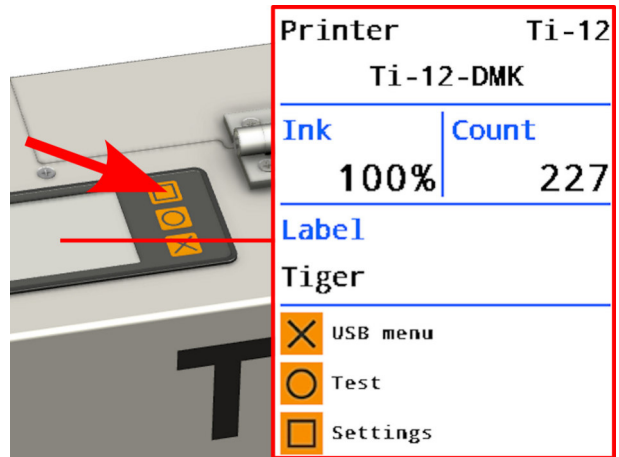 Printer Ti-12
Ti-12-DMK
Ink Count
100% 227
Label
Tiger
USB menu
Test
Settings
T